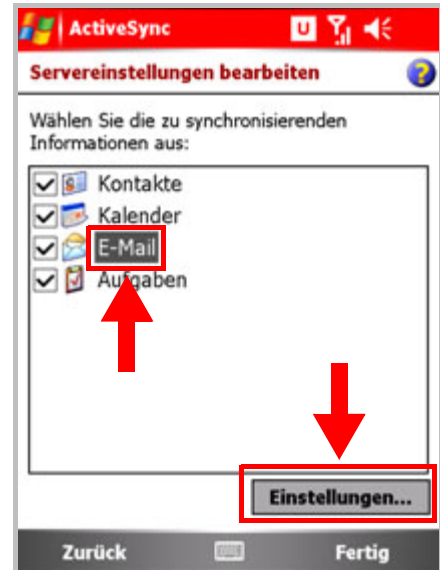 ActiveSync
U
Servereinstellungen bearbeiten
?
Wählen Sie die zu synchronisierenden
Informationen aus:
Kontakte
Kalender
E-Mail
Aufgaben
Einstellungen...
Zurück
Fertig